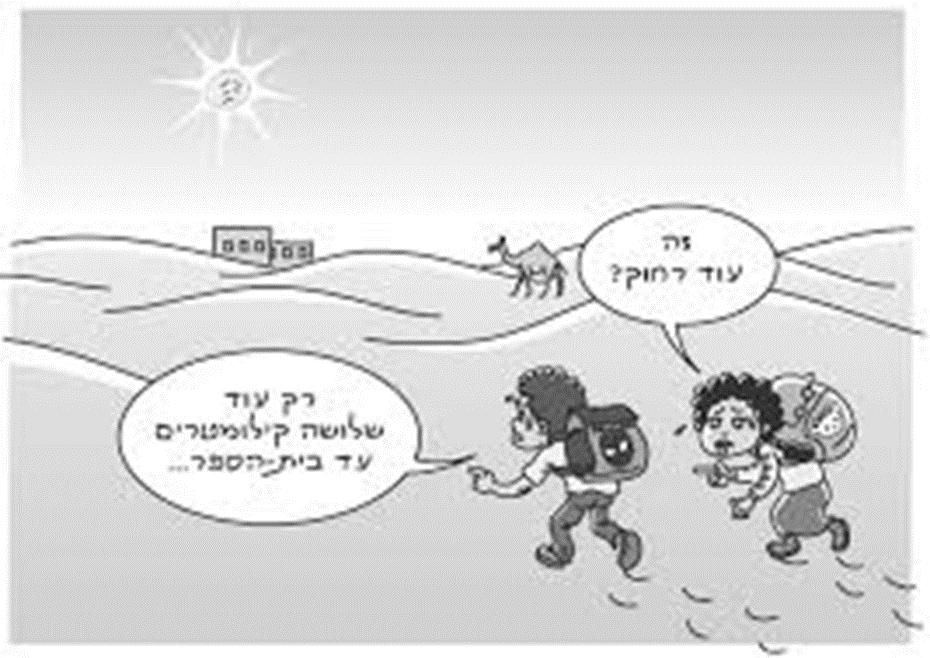 זה
עוד רחוק?
רק עוד
שלושה קילומטרים
עד בית-הספר...